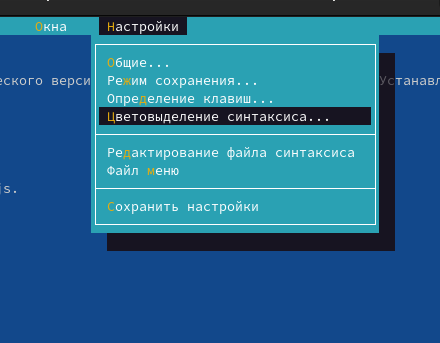 Окна Настройки
Общие...
еского верси Режим сохранения... Устанавл
Определение клавиш...
Цветовыделение синтаксиса...
Редактирование файла синтаксиса
Файл меню
js.
Сохранить настройки